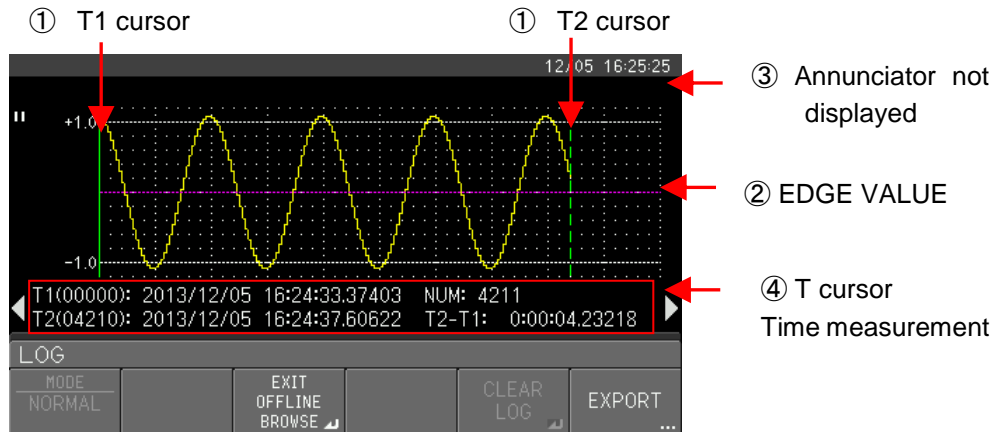 ① T1 cursor
① T2 cursor
12/05 16:25:25
③ Annunciator not
displayed
+1.0
② EDGE VALUE
-1.0
T1(00000): 2013/12/05 16:24:33.37403 NUM: 4211
T2(04210): 2013/12/05 16:24:37.60622 T2-T1: 0:00:04.23218
④ T cursor
Time measurement
LOG
MODE
NORMAL
EXIT
OFFLINE
BROWSE
CLEAR
LOG
EXPORT
...